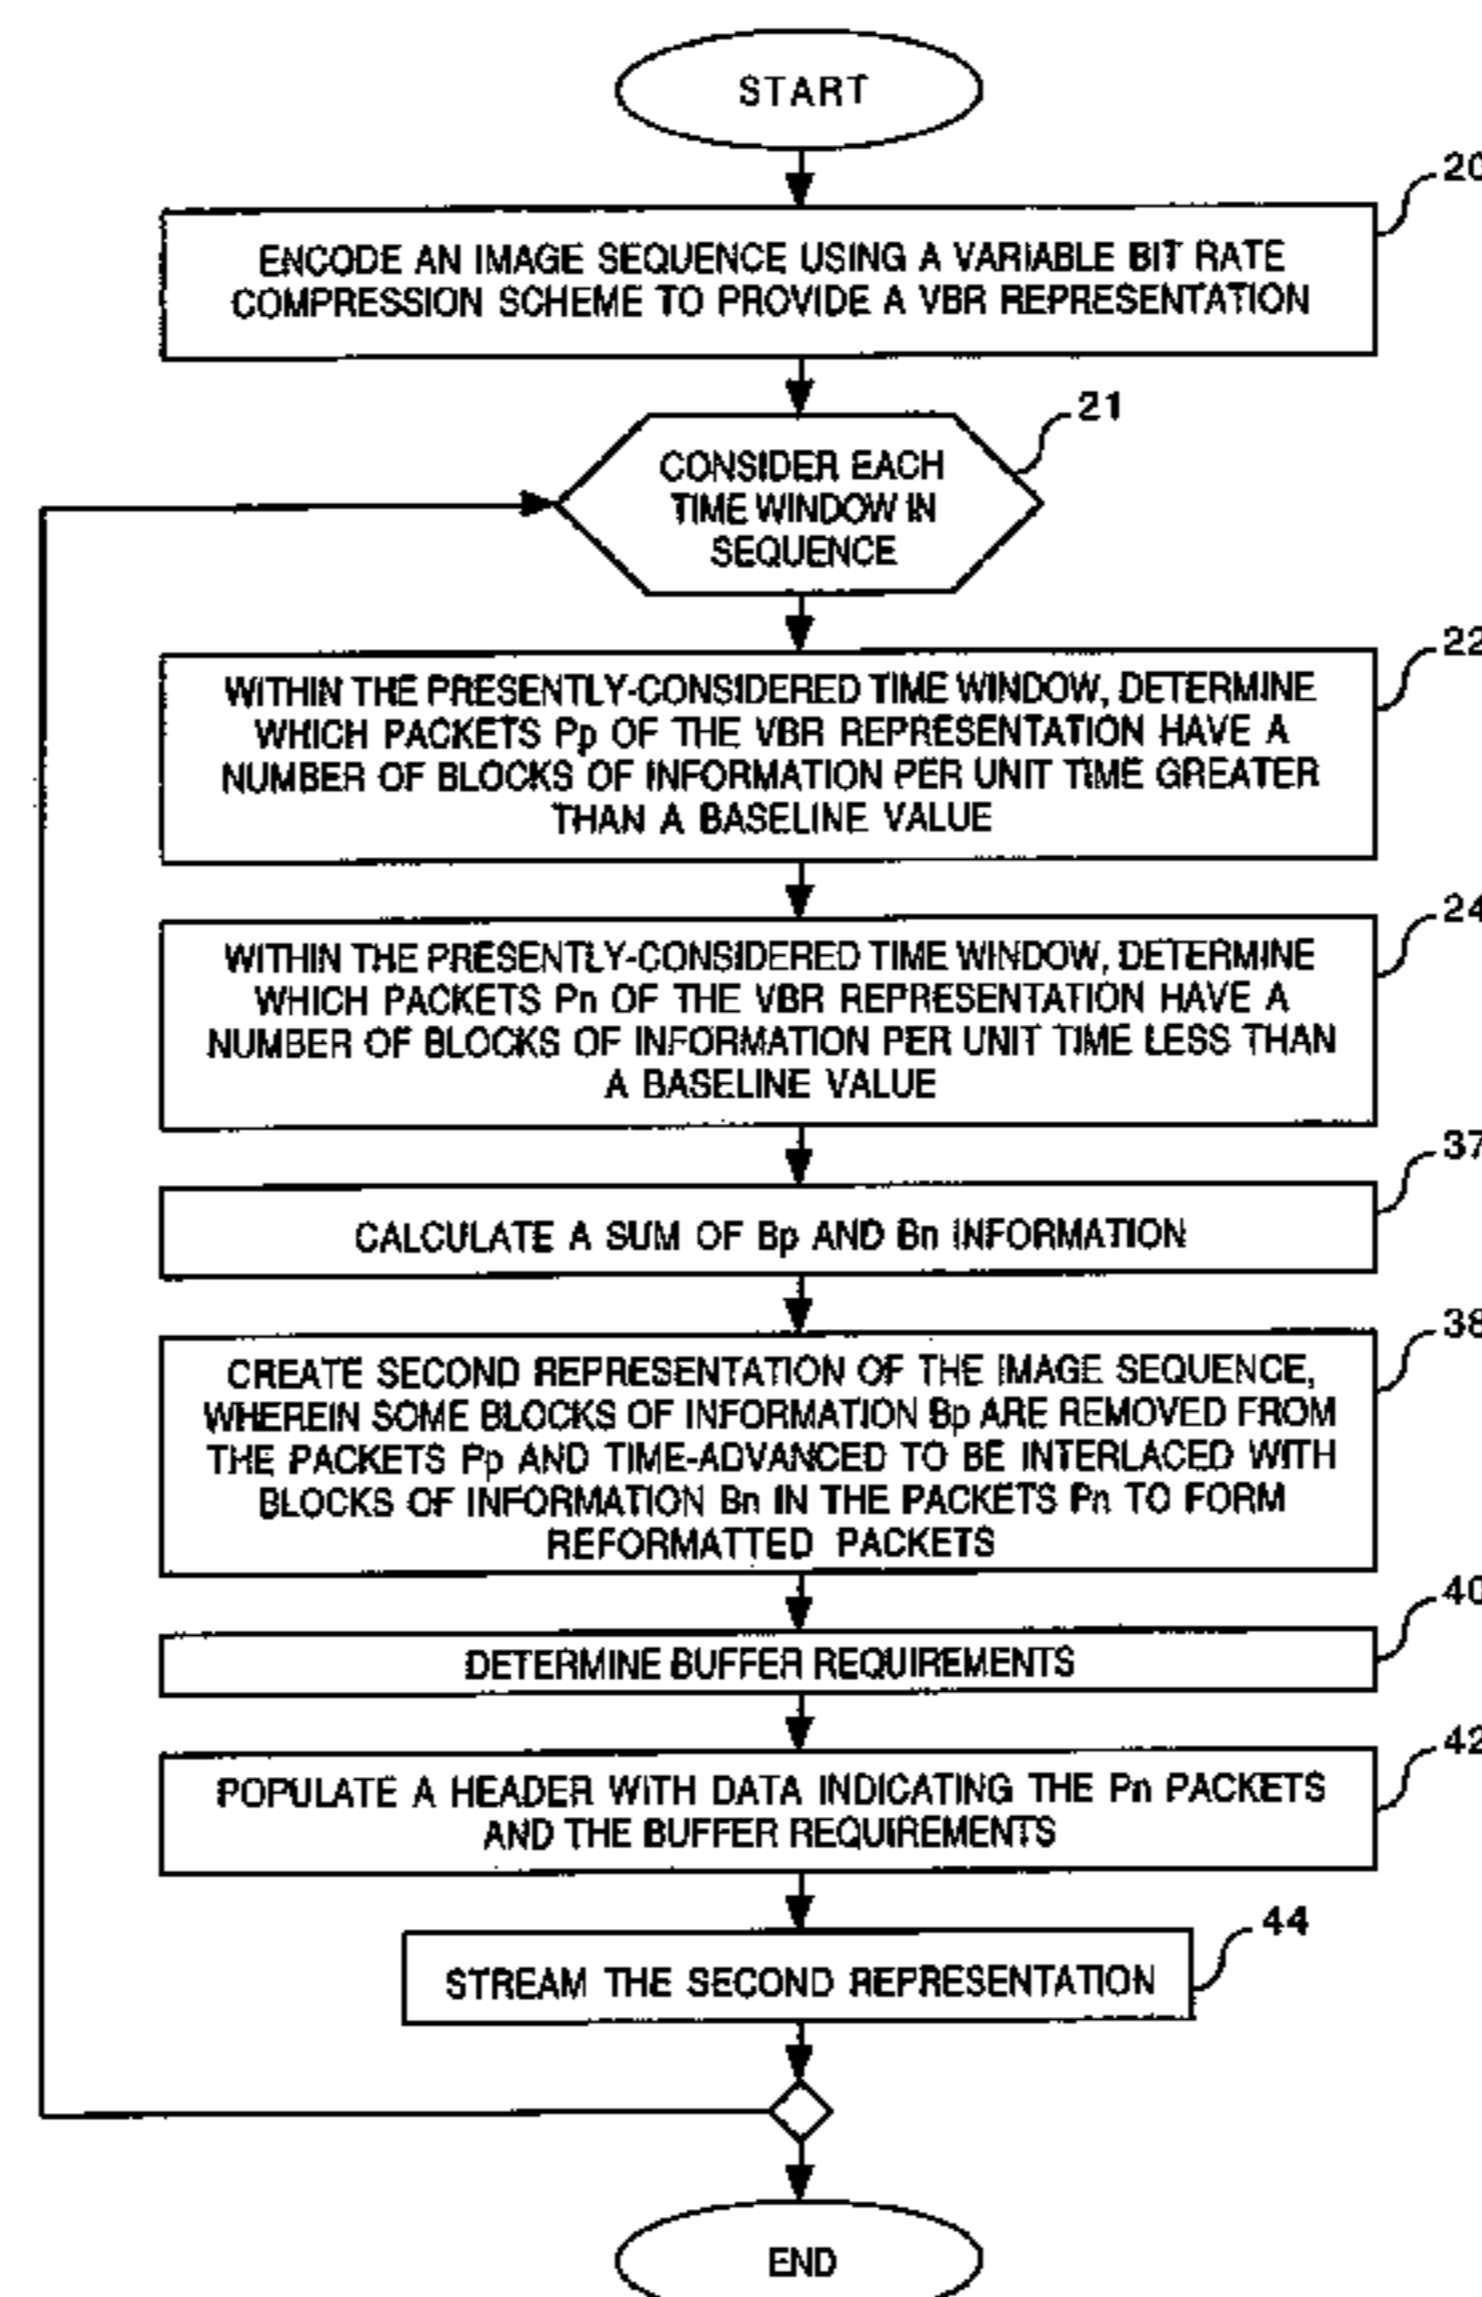 START
20
ENCODE AN IMAGE SEQUENCE USING A VARIABLE BIT RATE
COMPRESSION SCHEME TO PROVIDE A VBR REPRESENTATION
21
CONSIDER EACH
TIME WINDOW IN
SEQUENCE
22
WITHIN THE PRESENTLY-CONSIDERED TIME WINDOW, DETERMINE
WHICH PACKETS Pp OF THE VBR REPRESENTATION HAVE A
NUMBER OF BLOCKS OF INFORMATION PER UNIT TIME GREATER
THAN A BASELINE VALUE
24
WITHIN THE PRESENTLY-CONSIDERED TIME WINDOW, DETERMINE
WHICH PACKETS Pn OF THE VBR REPRESENTATION HAVE A
NUMBER OF BLOCKS OF INFORMATION PER UNIT TIME LESS THAN
A BASELINE VALUE
37
CALCULATE A SUM OF Bp AND Bn INFORMATION
38
CREATE SECOND REPRESENTATION OF THE IMAGE SEQUENCE,
WHEREIN SOME BLOCKS OF INFORMATION Bp ARE REMOVED FROM
THE PACKETS Pp AND TIME-ADVANCED TO BE INTERLACED WITH
BLOCKS OF INFORMATION Bn IN THE PACKETS Pn TO FORM
REFORMATTED PACKETS
40
DETERMINE BUFFER REQUIREMENTS
42
POPULATE A HEADER WITH DATA INDICATING THE Pn PACKETS
AND THE BUFFER REQUIREMENTS
44
STREAM THE SECOND REPRESENTATION
END